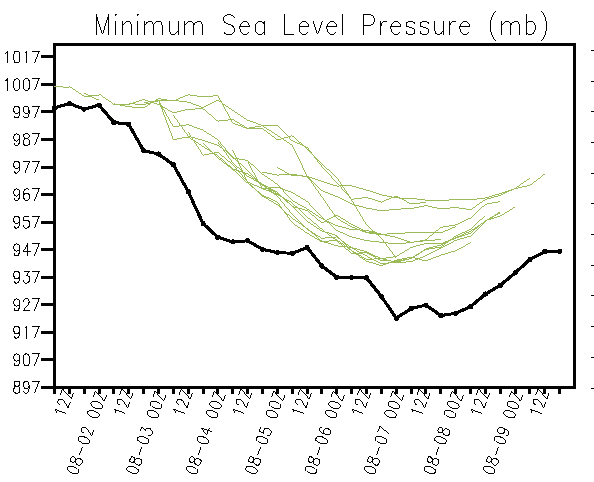 Minimum Sea Level Pressure (mb)
1017
1007
997
987
977
967
957
947
937
927
917
907
897
12Z
08-02 00Z
12Z
08-03 00Z
12Z
08-04 00Z
12Z
08-05 00Z
12Z
08-06 00Z
12Z
08-07 00Z
12Z
08-08 00Z
12Z
08-09 00Z
12Z